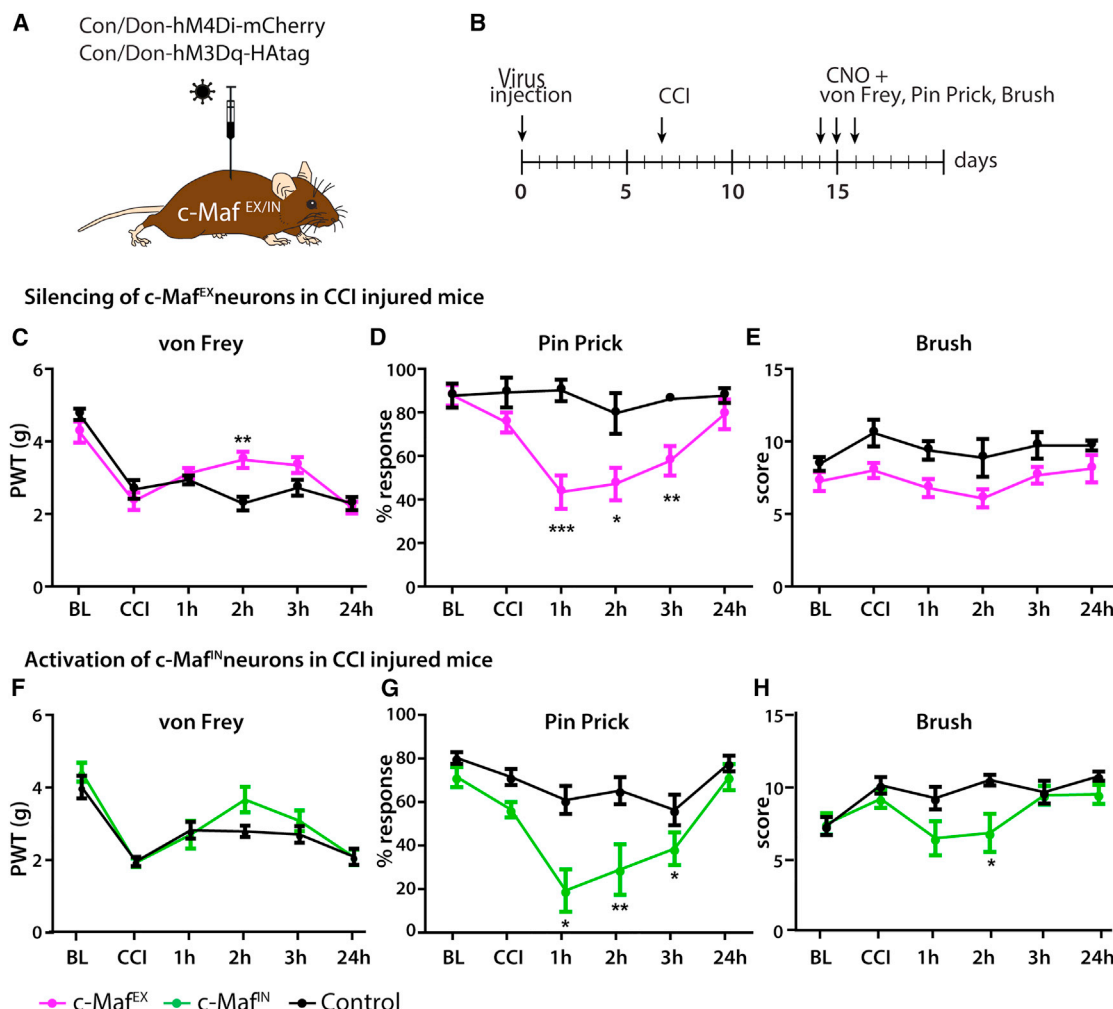 A
Con/Don-hM4Di-mCherry
Con/Don-hM3Dq-HAtag
c-Maf EX/IN
B
Virus
injection
CCI
CNO +
von Frey, Pin Prick, Brush
days
0 5 10 15
Silencing of c-MafEX neurons in CCI injured mice
C
von Frey
PWT (g)
6
4
2
0
**
BL CCI 1h 2h 3h 24h
D
Pin Prick
% response
100
80
60
40
20
0
*** * **
BL CCI 1h 2h 3h 24h
E
Brush
score
15
10
5
0
BL CCI 1h 2h 3h 24h
Activation of c-MafIN neurons in CCI injured mice
F
von Frey
PWT (g)
6
4
2
0
BL CCI 1h 2h 3h 24h
G
Pin Prick
% response
100
80
60
40
20
0
* ** *
BL CCI 1h 2h 3h 24h
H
Brush
score
15
10
5
0
*
BL CCI 1h 2h 3h 24h
c-MafEX c-MafIN Control